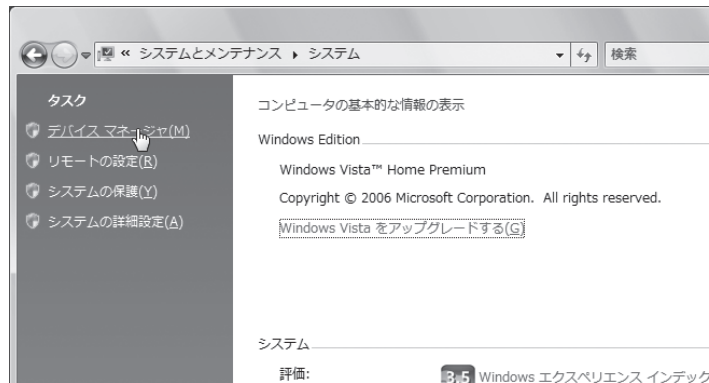 « システムとメンテナンス ▸ システム
検索
タスク
デバイス マネージャ(M)
リモートの設定(R)
システムの保護(Y)
システムの詳細設定(A)
コンピュータの基本的な情報の表示
Windows Edition
Windows Vista™ Home Premium
Copyright © 2006 Microsoft Corporation. All rights reserved.
Windows Vista をアップグレードする(G)
システム
評価:
3.5 Windows エクスペリエンス インデック